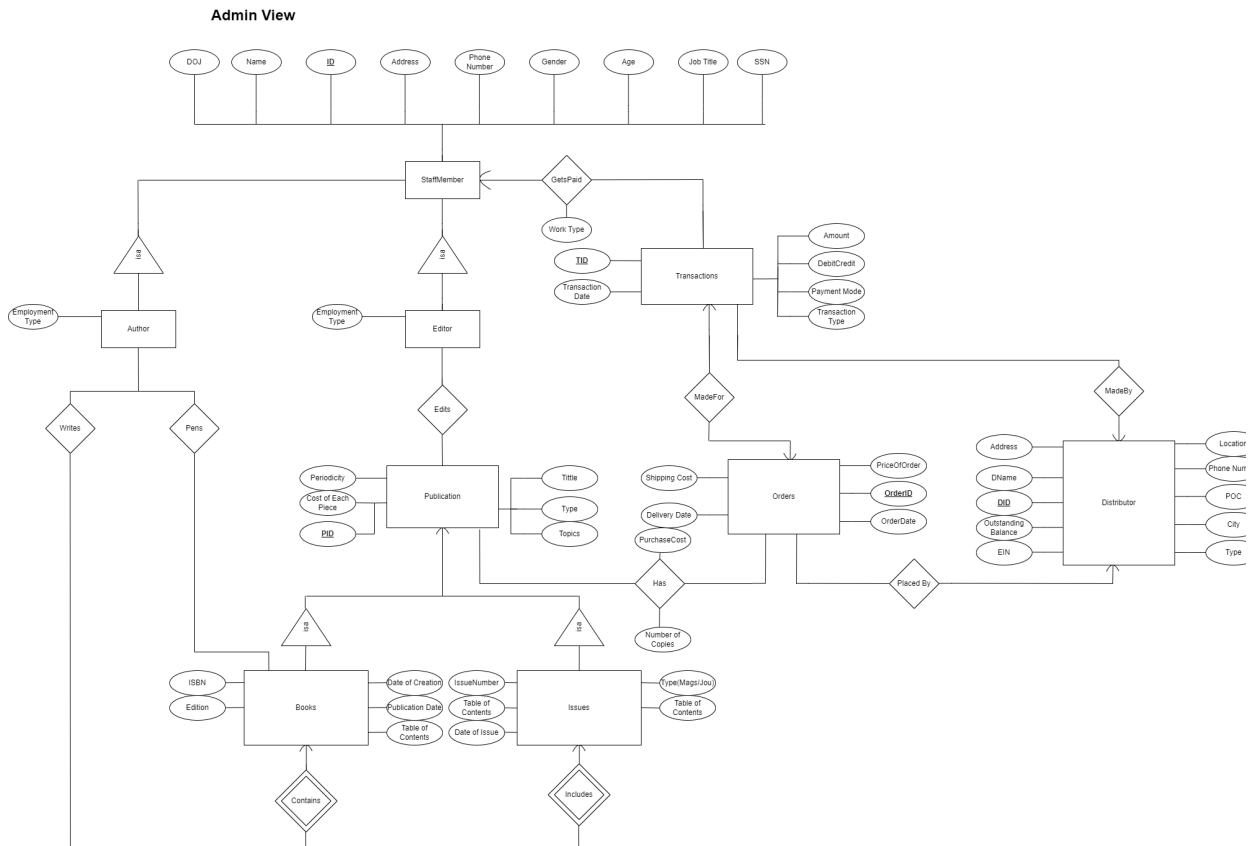 Admin View
DOJ
Name
ID
Address
Phone
Number
Gender
Age
Job Title
SSN
StaffMember
GetsPaid
Work Type
isa
isa
TID
Transaction
Date
Transactions
Amount
DebitCredit
Payment Mode
Transaction
Type
Employment
Type
Author
Employment
Type
Editor
Writes
Pens
Edits
MadeFor
MadeBy
Periodicity
Cost of Each
Piece
PID
Publication
Tittle
Type
Topics
Shipping Cost
Delivery Date
PurchaseCost
Orders
PriceOfOrder
OrderID
OrderDate
Address
DName
DID
Outstanding
Balance
EIN
Distributor
Location
Phone Num
POC
City
Type
Has
Number of
Copies
Placed By
isa
isa
ISBN
Edition
Books
Date of Creation
Publication Date
Table of
Contents
IssueNumber
Table of
Contents
Date of Issue
Issues
Type(Mags/Jou)
Table of
Contents
Contains
Includes